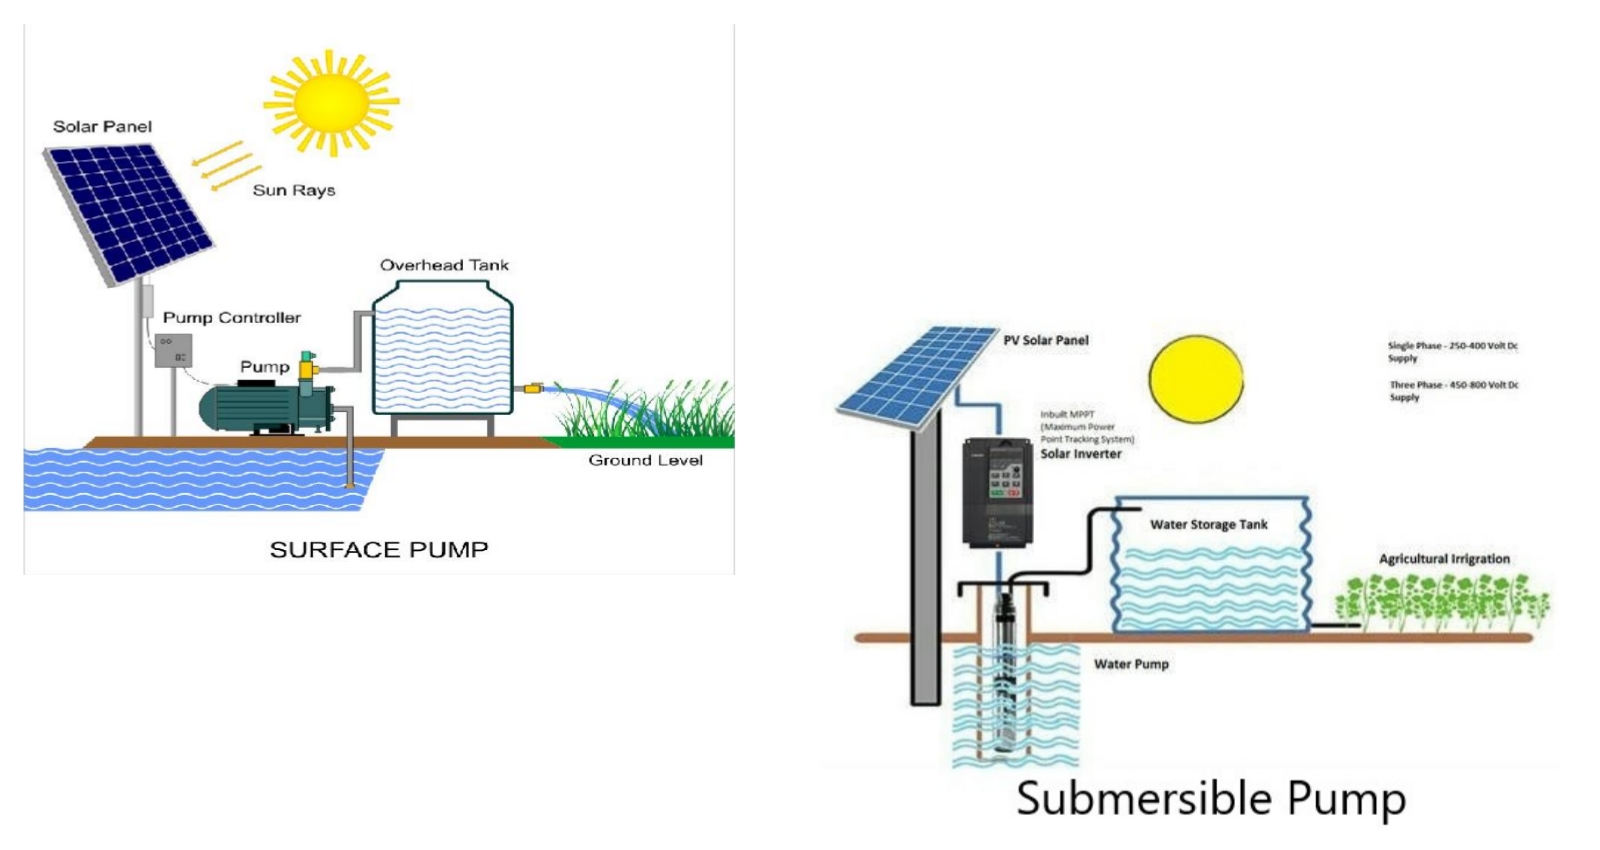 Solar Panel
Sun Rays
Overhead Tank
Pump Controller
Pump
Ground Level
SURFACE PUMP
PV Solar Panel
Single Phase - 250-400 Volt Dc
Supply
Three Phase - 450-800 Volt Dc
Supply
Inbuilt MPPT
(Maximum Power
Point Tracking System)
Solar Inverter
Water Storage Tank
Agricultural Irrigration
Water Pump
Submersible Pump